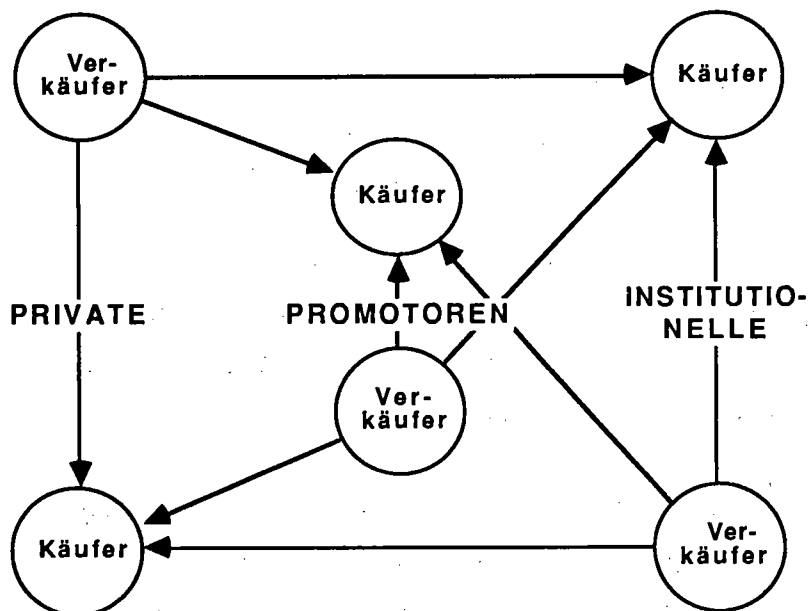 Ver-
käufer
Käufer
Käufer
PRIVATE
PROMOTOREN
INSTITUTIO-
NELLE
Ver-
käufer
Käufer
Ver-
käufer